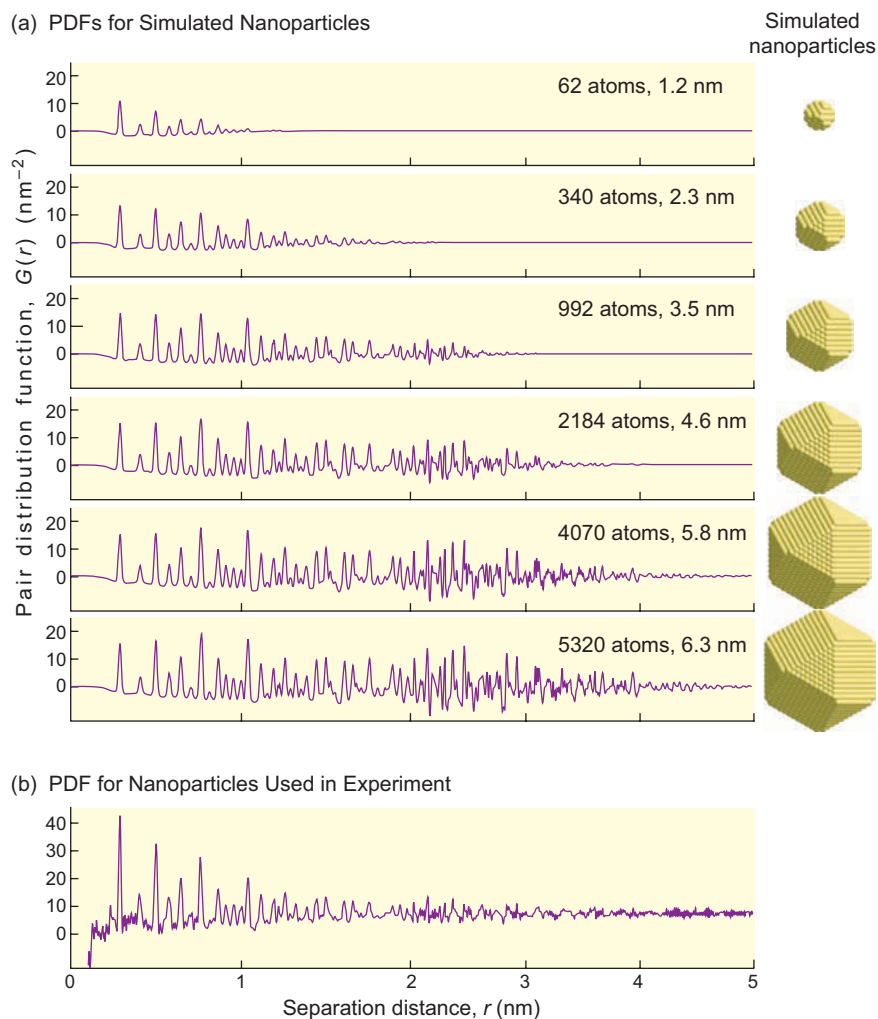 (a) PDFs for Simulated Nanoparticles
Simulated
nanoparticles
Pair distribution function, G(r) (nm−2)
20
10
0
62 atoms, 1.2 nm
20
10
0
340 atoms, 2.3 nm
20
10
0
992 atoms, 3.5 nm
20
10
0
2184 atoms, 4.6 nm
20
10
0
4070 atoms, 5.8 nm
20
10
0
5320 atoms, 6.3 nm
(b) PDF for Nanoparticles Used in Experiment
40
30
20
10
0
0 1 2 3 4 5
Separation distance, r (nm)